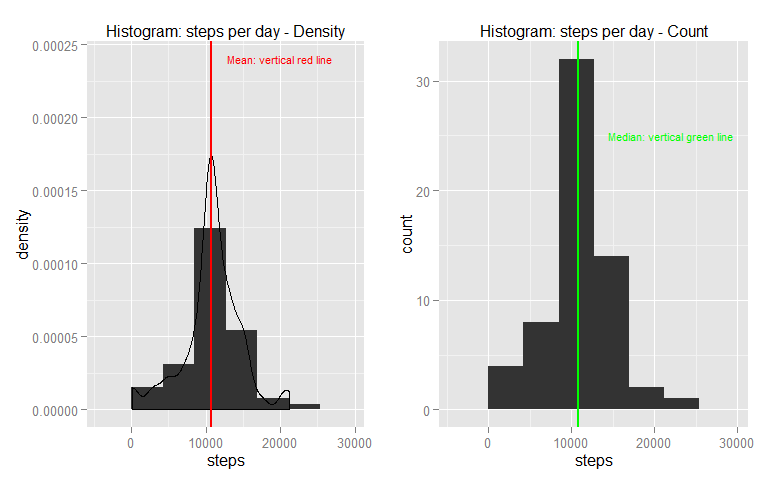 Histogram: steps per day - Density
0.00025
0.00020
0.00015
0.00010
0.00005
0.00000
density
Mean: vertical red line
0
10000
20000
30000
steps
Histogram: steps per day - Count
30
20
10
0
count
Median: vertical green line
0
10000
20000
30000
steps